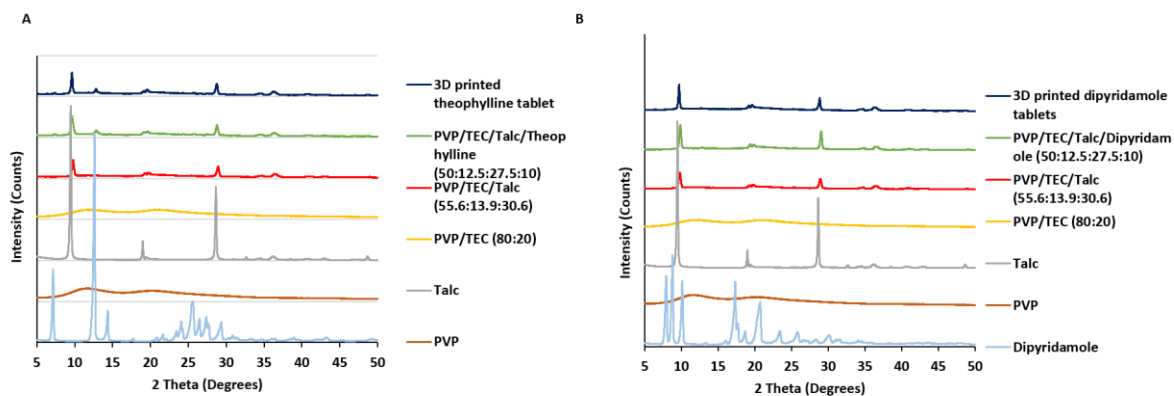 A
Intensity (Counts)
5 10 15 20 25 30 35 40 45 50
2 Theta (Degrees)
3D printed
theophylline tablet
PVP/TEC/Talc/Theop
hylline
(50:12.5:27.5:10)
PVP/TEC/Talc
(55.6:13.9:30.6)
PVP/TEC (80:20)
Talc
PVP
B
Intensity (Counts)
5 10 15 20 25 30 35 40 45 50
2 Theta (Degrees)
3D printed dipyridamole
tablets
PVP/TEC/Talc/Dipyridam
ole (50:12.5:27.5:10)
PVP/TEC/Talc
(55.6:13.9:30.6)
PVP/TEC (80:20)
Talc
PVP
Dipyridamole